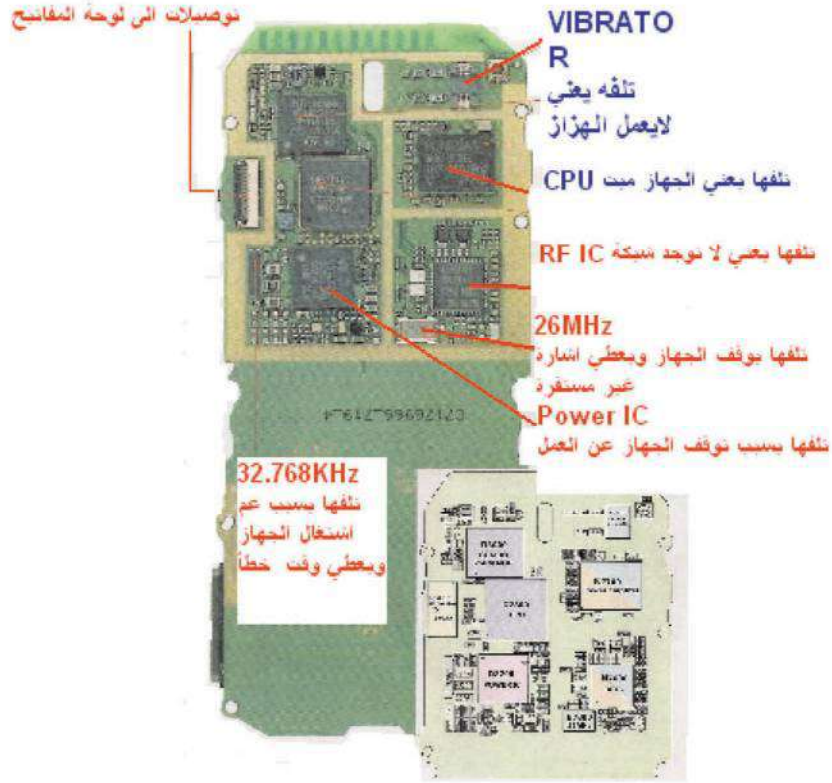 توصيلات الى لوحة المفاتيح
VIBRATO
R
تلفه يعني
لايعمل الهزاز
تلفها يعني الجهاز ميت CPU
تلفها يعني لا توجد شبكة RF IC
26MHz
تلفها يوقف الجهاز ويعطي اشارة
غير مستقرة
Power IC
تلفها يسبب توقف الجهاز عن العمل
32.768KHz
تلفها يسبب عم
اشتغال الجهاز
ويعطي وقت خطأ